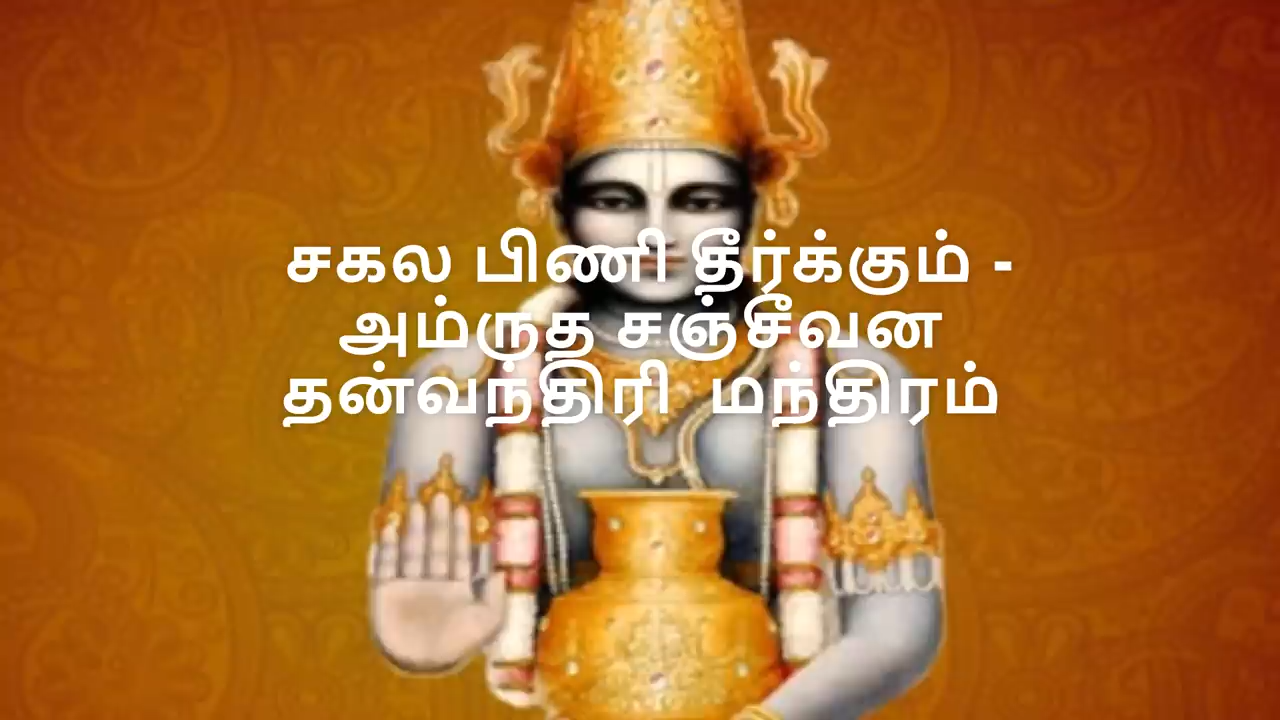 சகல பிணி தீர்க்கும் -
அம்ருத சஞ்சீவன
தன்வந்திரி மந்திரம்